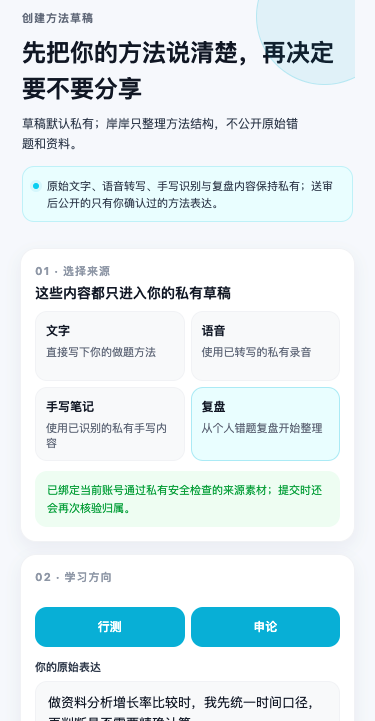 创建方法草稿
先把你的方法说清楚，再决定
要不要分享
草稿默认私有；岸岸只整理方法结构，不公开原始错
题和资料。
原始文字、语音转写、手写识别与复盘内容保持私有；送审
后公开的只有你确认过的方法表达。
01 · 选择来源
这些内容都只进入你的私有草稿
文字
直接写下你的做题方法
语音
使用已转写的私有录音
手写笔记
使用已识别的私有手写内
容
复盘
从个人错题复盘开始整理
已绑定当前账号通过私有安全检查的来源素材；提交时还
会再次核验归属。
02 · 学习方向
行测
申论
你的原始表达
做资料分析增长率比较时，我先统一时间口径，
再判断是否需要精确计算